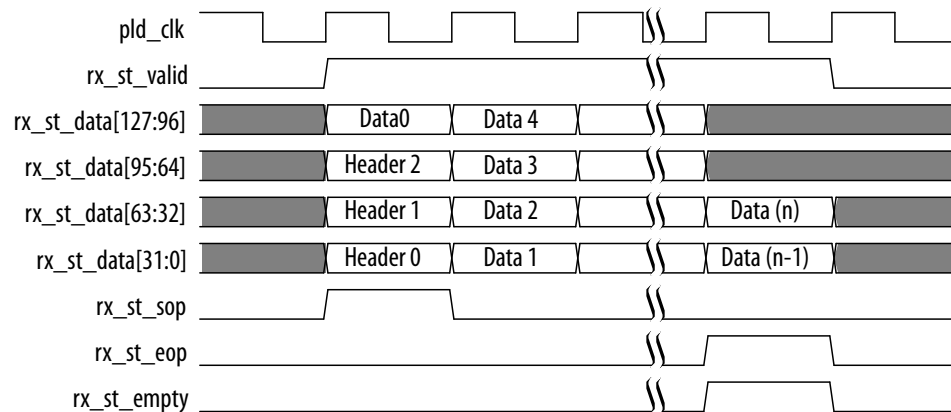 pld_clk
rx_st_valid
rx_st_data[127:96] Data0 Data 4
rx_st_data[95:64] Header 2 Data 3
rx_st_data[63:32] Header 1 Data 2 Data (n)
rx_st_data[31:0] Header 0 Data 1 Data (n-1)
rx_st_sop
rx_st_eop
rx_st_empty